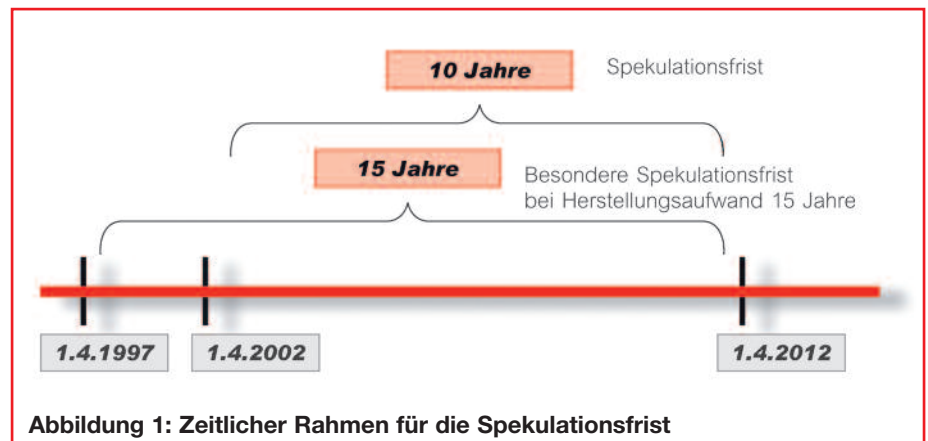 10 Jahre
Spekulationsfrist
15 Jahre
Besondere Spekulationsfrist
bei Herstellungsaufwand 15 Jahre
1.4.1997
1.4.2002
1.4.2012
Abbildung 1: Zeitlicher Rahmen für die Spekulationsfrist